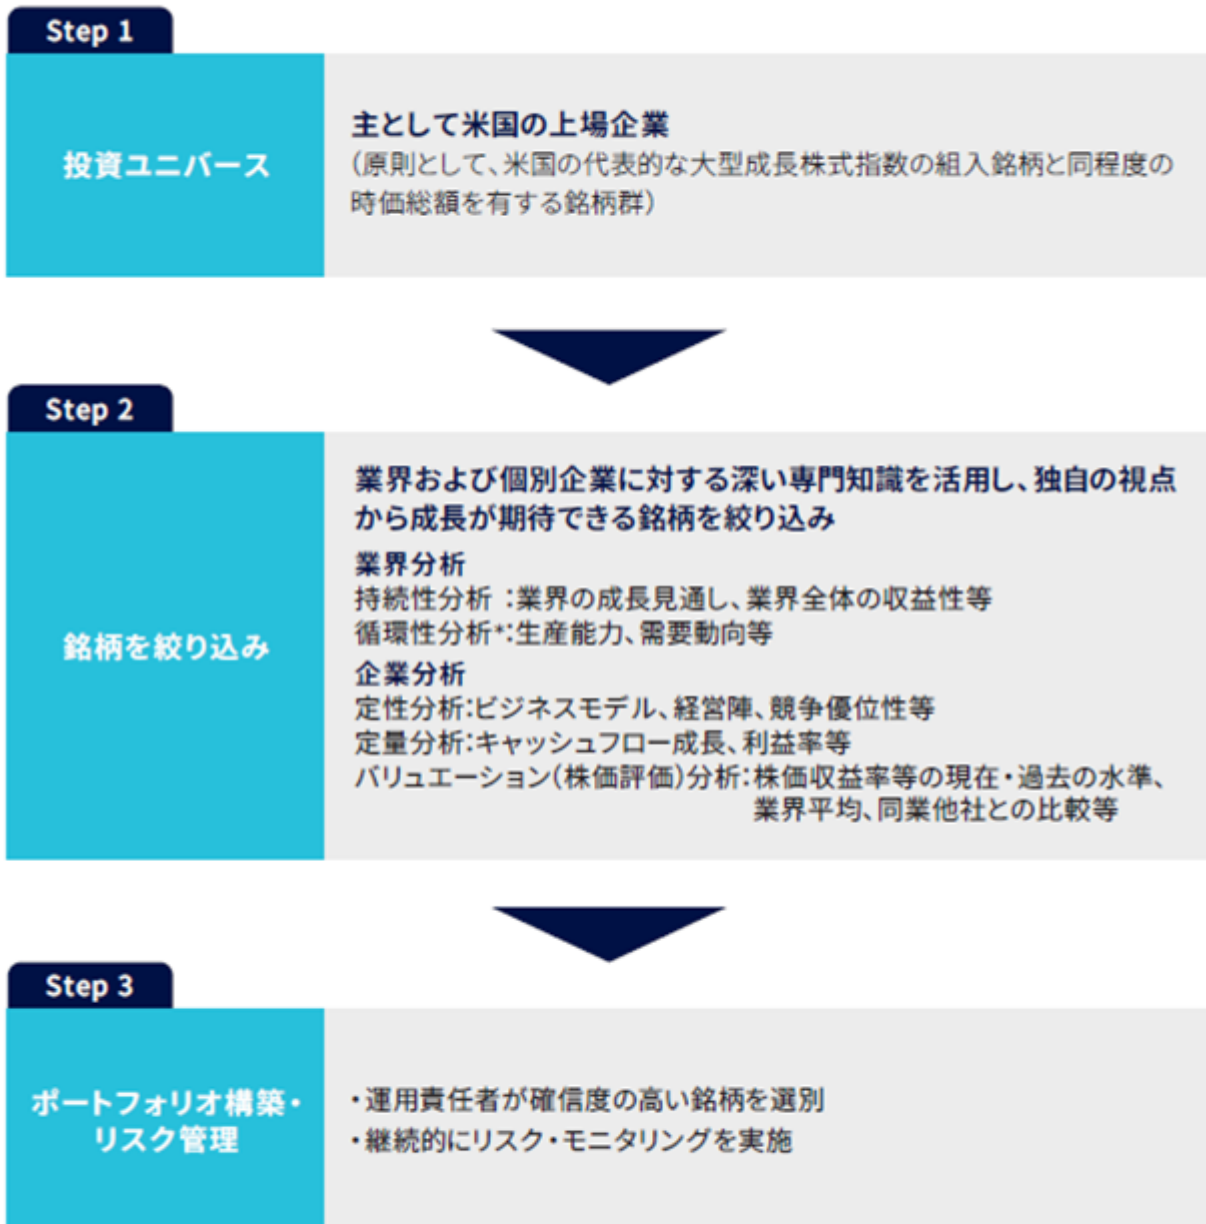 Step 1
投資ユニバース
主として米国の上場企業
（原則として、米国の代表的な大型成長株式指数の組入銘柄と同程度の
時価総額を有する銘柄群）
Step 2
銘柄を絞り込み
業界および個別企業に対する深い専門知識を活用し、独自の視点
から成長が期待できる銘柄を絞り込み
業界分析
持続性分析 ：業界の成長見通し、業界全体の収益性等
循環性分析*：生産能力、需要動向等
企業分析
定性分析：ビジネスモデル、経営陣、競争優位性等
定量分析：キャッシュフロー成長、利益率等
バリュエーション（株価評価）分析：株価収益率等の現在・過去の水準、
業界平均、同業他社との比較等
Step 3
ポートフォリオ構築・
リスク管理
・運用責任者が確信度の高い銘柄を選別
・継続的にリスク・モニタリングを実施